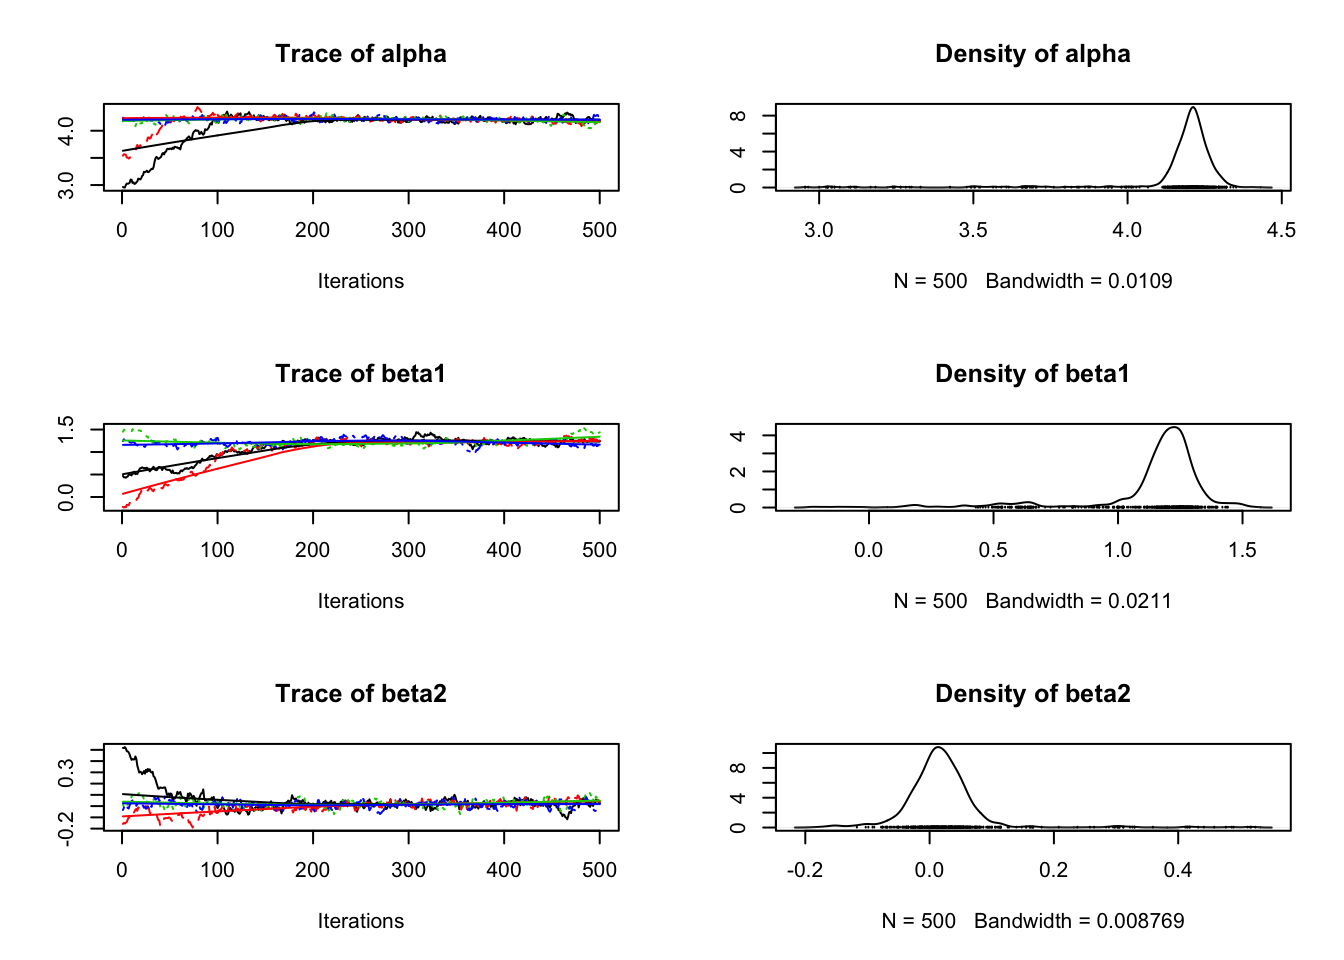 Trace of alpha
4.0
3.0
0 100 200 300 400 500
Iterations
Density of alpha
8
4
0
3.0 3.5 4.0 4.5
N = 500 Bandwidth = 0.0109
Trace of beta1
1.5
0.0
0 100 200 300 400 500
Iterations
Density of beta1
4
2
0
0.0 0.5 1.0 1.5
N = 500 Bandwidth = 0.0211
Trace of beta2
0.3
-0.2
0 100 200 300 400 500
Iterations
Density of beta2
8
4
0
-0.2 0.0 0.2 0.4
N = 500 Bandwidth = 0.008769